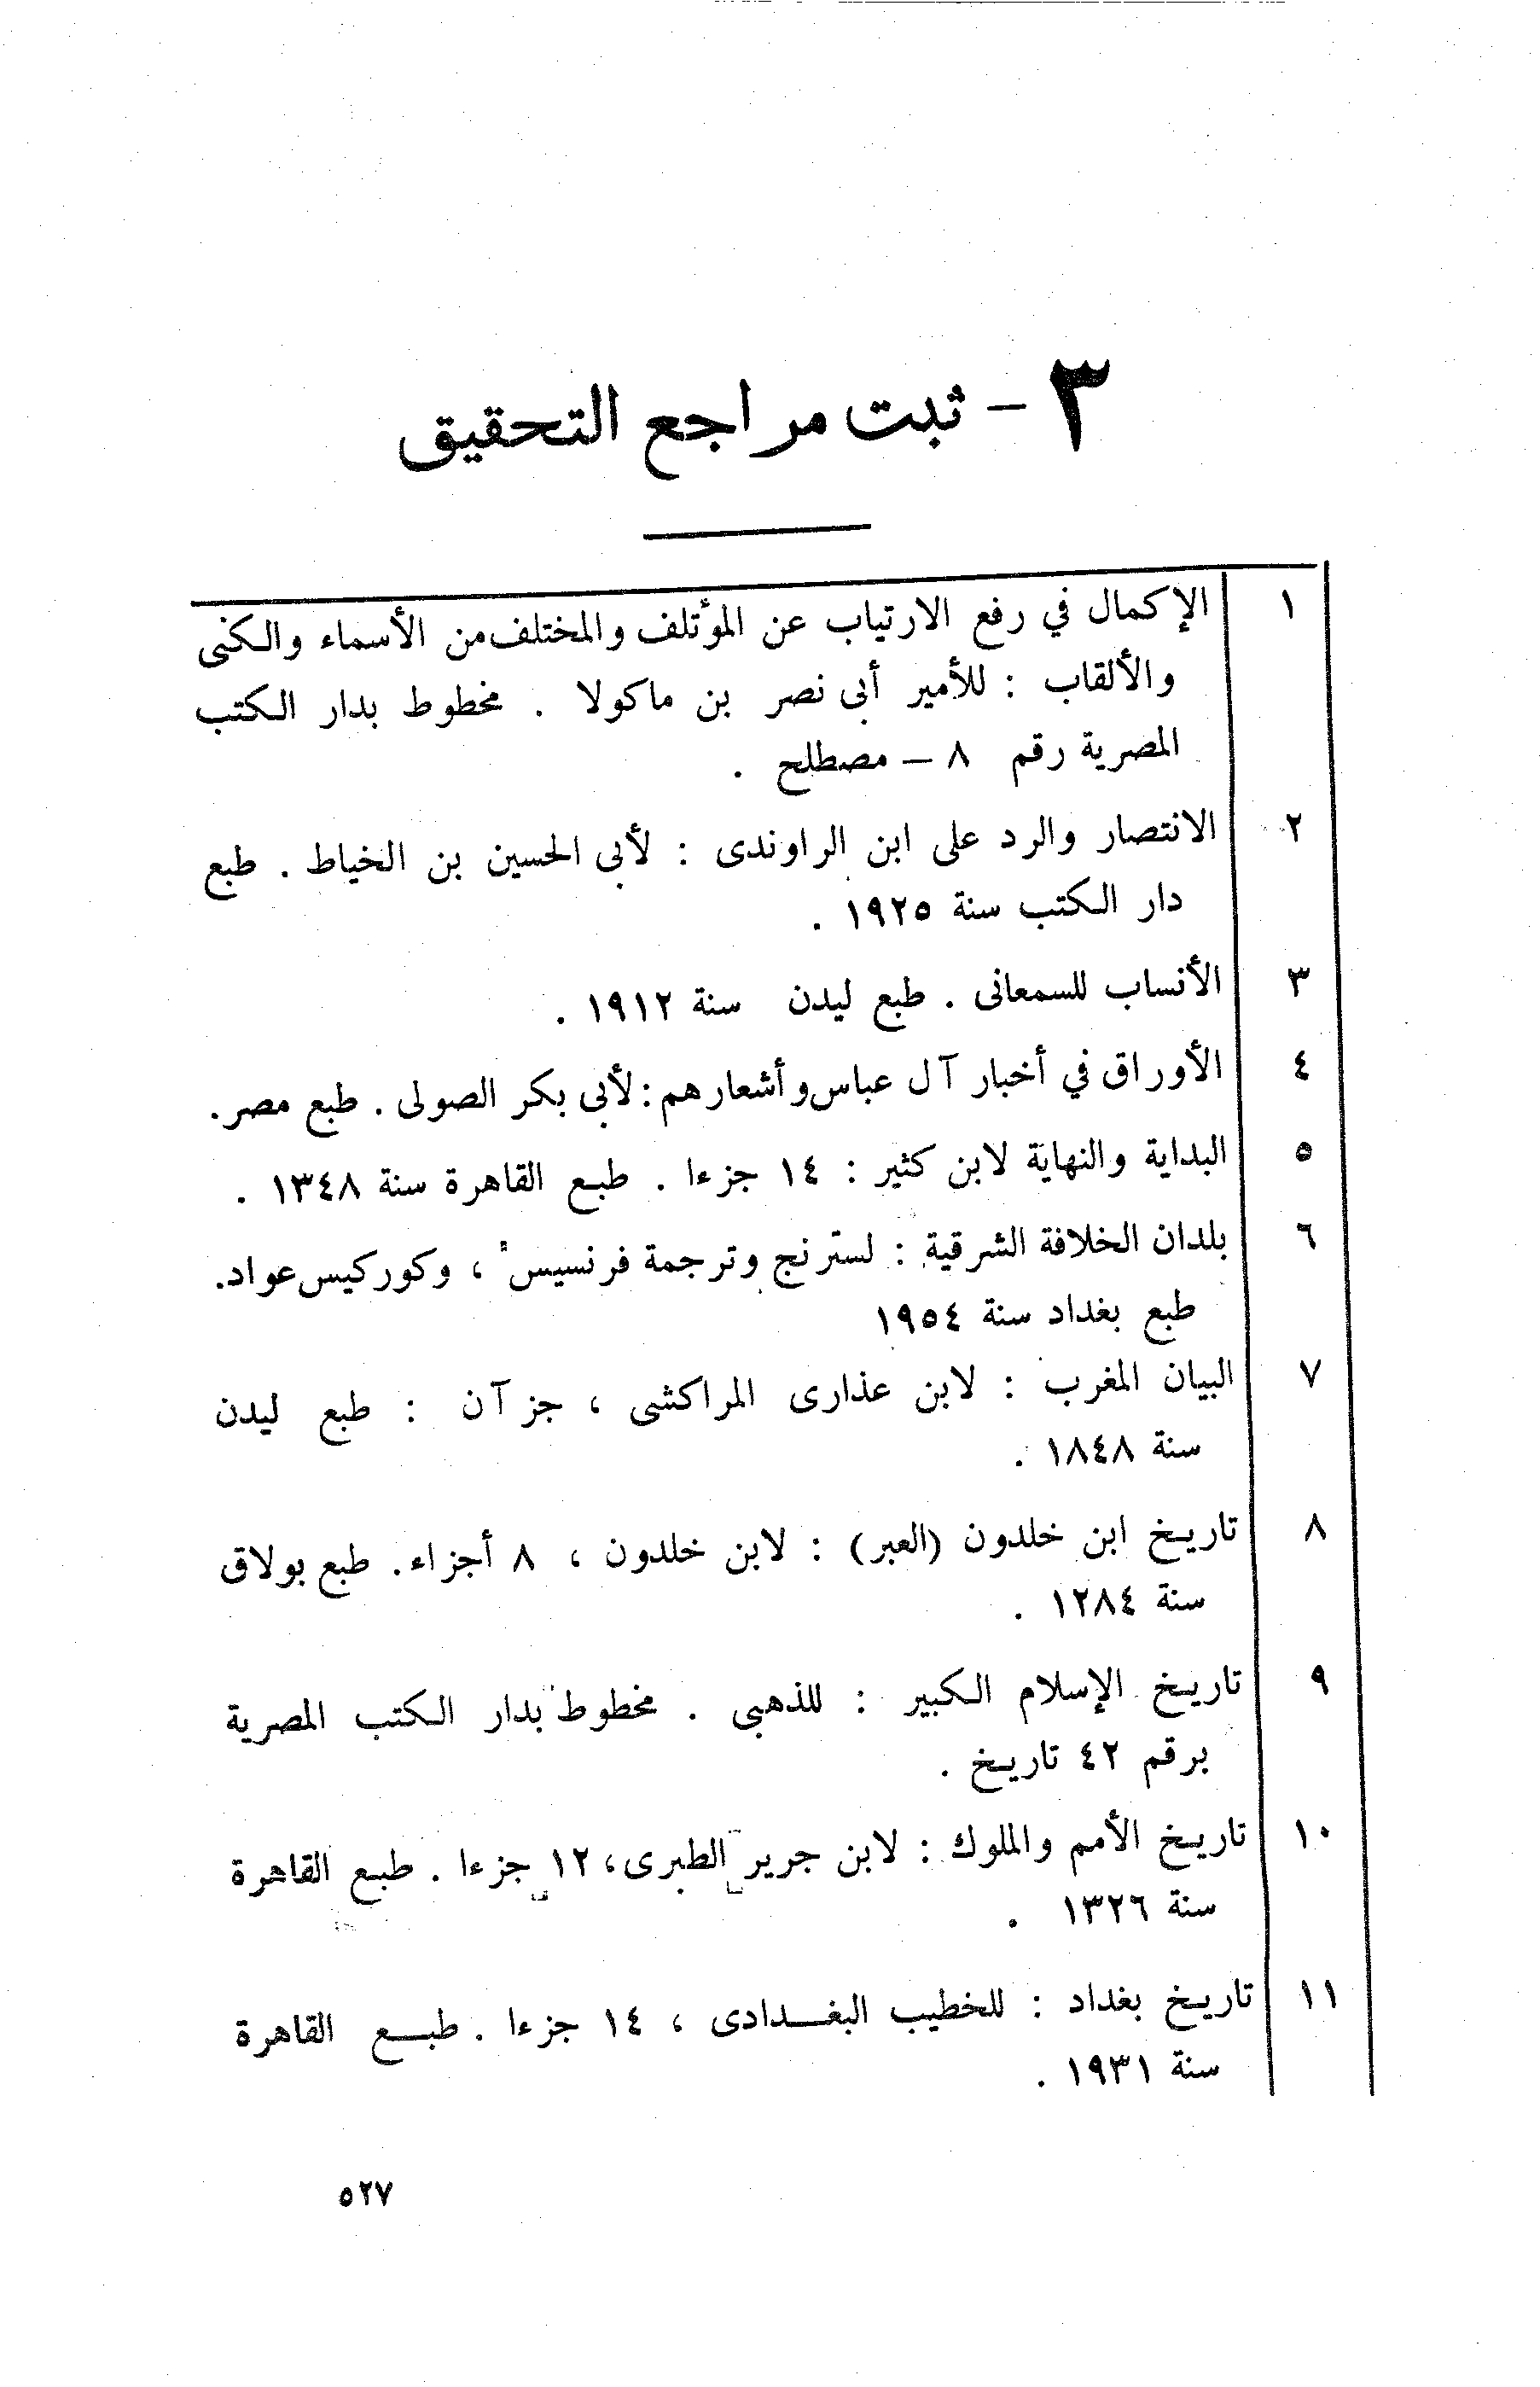 ٣ – ثبت مراجع التحقيق
١ الإكمال في رفع الارتياب عن المؤتلف والمختلف من الأسماء والكنى
والألقاب : للأمير أبى نصر بن ماكولا . مخطوط بدار الكتب
المصرية رقم ٨ – مصطلح .
٢ الانتصار والرد على ابن الراوندى : لأبى الحسين بن الخياط . طبع
دار الكتب سنة ١٩٢٥ .
٣ الأنساب للسمعانى . طبع ليدن سنة ١٩١٢ .
٤ الأوراق في أخبار آل عباس وأشعارهم : لأبى بكر الصولى . طبع مصر .
٥ البداية والنهاية لابن كثير : ١٤ جزءا . طبع القاهرة سنة ١٣٤٨ .
٦ بلدان الخلافة الشرقية : لسترنج وترجمة فرنسيس ، وكوركيس عواد .
طبع بغداد سنة ١٩٥٤
٧ البيان المغرب : لابن عذارى المراكشى ، جزآن : طبع ليدن
سنة ١٨٤٨ .
٨ تاريخ ابن خلدون (العبر) : لابن خلدون ، ٨ أجزاء . طبع بولاق
سنة ١٢٨٤ .
٩ تاريخ الإسلام الكبير : للذهبى . مخطوط بدار الكتب المصرية
برقم ٤٢ تاريخ .
١٠ تاريخ الأمم والملوك : لابن جرير الطبرى ، ١٢ جزءا . طبع القاهرة
سنة ١٣٢٦ .
١١ تاريخ بغداد : للخطيب البغدادى ، ١٤ جزءا . طبع القاهرة
سنة ١٩٣١ .
٥٢٧